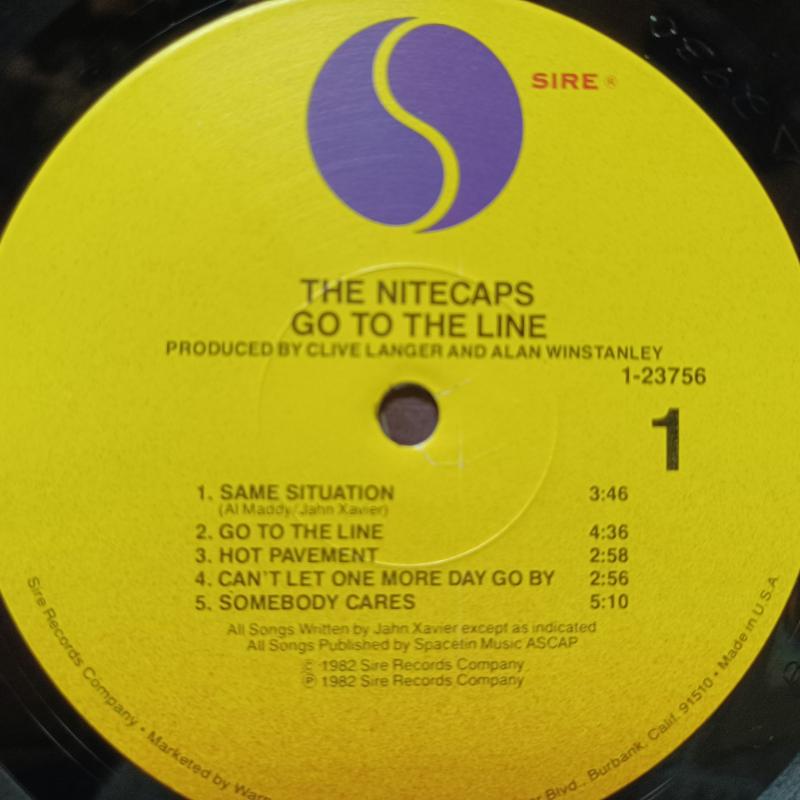 SIRE ®
THE NITECAPS
GO TO THE LINE
PRODUCED BY CLIVE LANGER AND ALAN WINSTANLEY
1-23756
1
1. SAME SITUATION 3:46
(Al Maddy/Jahn Xavier)
2. GO TO THE LINE 4:36
3. HOT PAVEMENT 2:58
4. CAN'T LET ONE MORE DAY GO BY 2:56
5. SOMEBODY CARES 5:10
All Songs Written by Jahn Xavier except as indicated
All Songs Published by Spacetin Music ASCAP
© 1982 Sire Records Company
℗ 1982 Sire Records Company
Sire Records Company • Marketed by Blvd., Burbank, Calif. 91510 • Made in U.S.A.